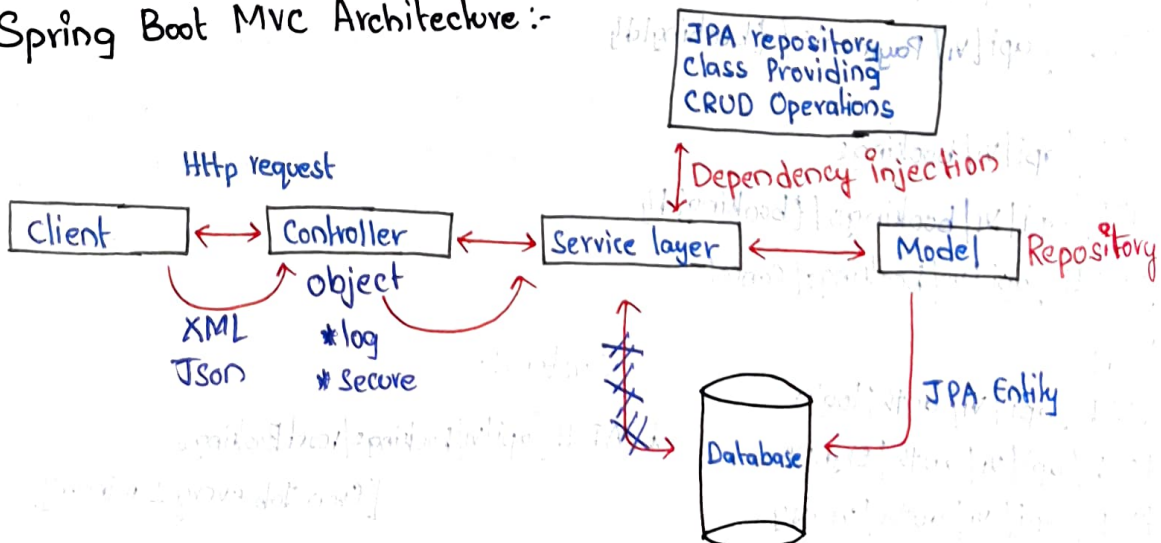 Spring Boot MVC Architecture :-
JPA repository
Class Providing
CRUD Operations
Http request
Dependency injection
Client
Controller
Service layer
Model
Repository
object
XML
Json
* log
* Secure
JPA Entity
Database